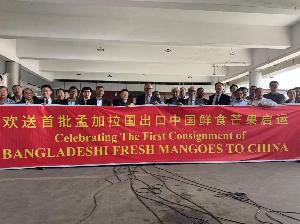 欢送首批孟加拉国出口中国鲜食芒果启运
Celebrating The First Consignment of
BANGLADESHI FRESH MANGOES TO CHINA